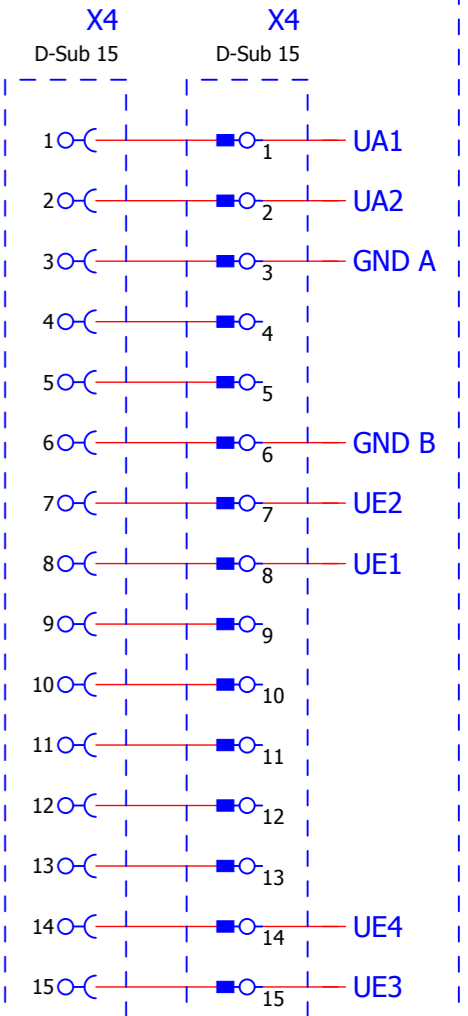 X4 X4
D-Sub 15 D-Sub 15
1 1 UA1
2 2 UA2
3 3 GND A
4 4
5 5
6 6 GND B
7 7 UE2
8 8 UE1
9 9
10 10
11 11
12 12
13 13
14 14 UE4
15 15 UE3